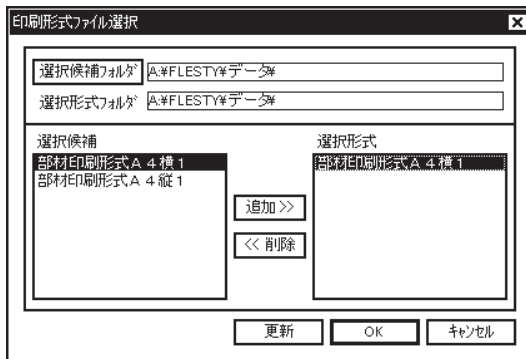 印刷形式ファイル選択
選択候補フォルダ A:¥FLESTY¥データ¥
選択形式フォルダ A:¥FLESTY¥データ¥
選択候補 選択形式
部材印刷形式A4横1 部材印刷形式A4横1
部材印刷形式A4縦1
追加>>
<< 削除
更新 OK キャンセル